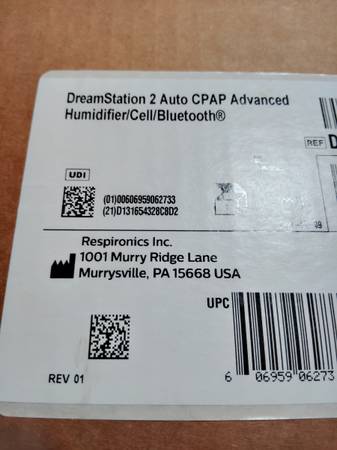 DreamStation 2 Auto CPAP Advanced
Humidifier/Cell/Bluetooth®
REF D
UDI
(01)00606959062733
(21)D131654328C8D2
Respironics Inc.
1001 Murry Ridge Lane
Murrysville, PA 15668 USA
UPC
REV 01
6 06959 06273